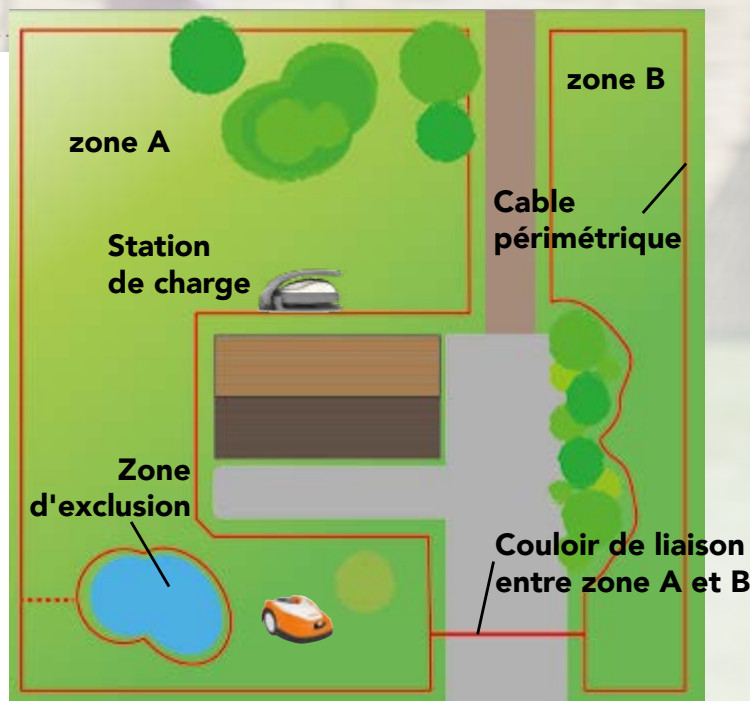 zone B
zone A
Cable
périmétrique
Station
de charge
Zone
d'exclusion
Couloir de liaison
entre zone A et B